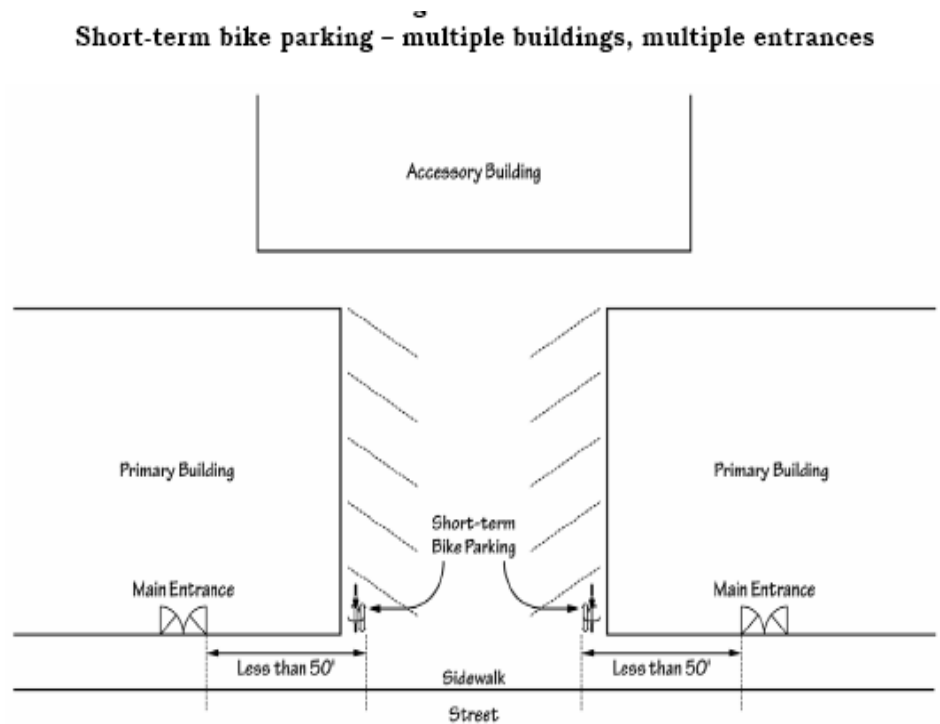 Short-term bike parking – multiple buildings, multiple entrances
Accessory Building
Primary Building
Primary Building
Short-term
Bike Parking
Main Entrance
Main Entrance
Less than 50'
Less than 50'
Sidewalk
Street